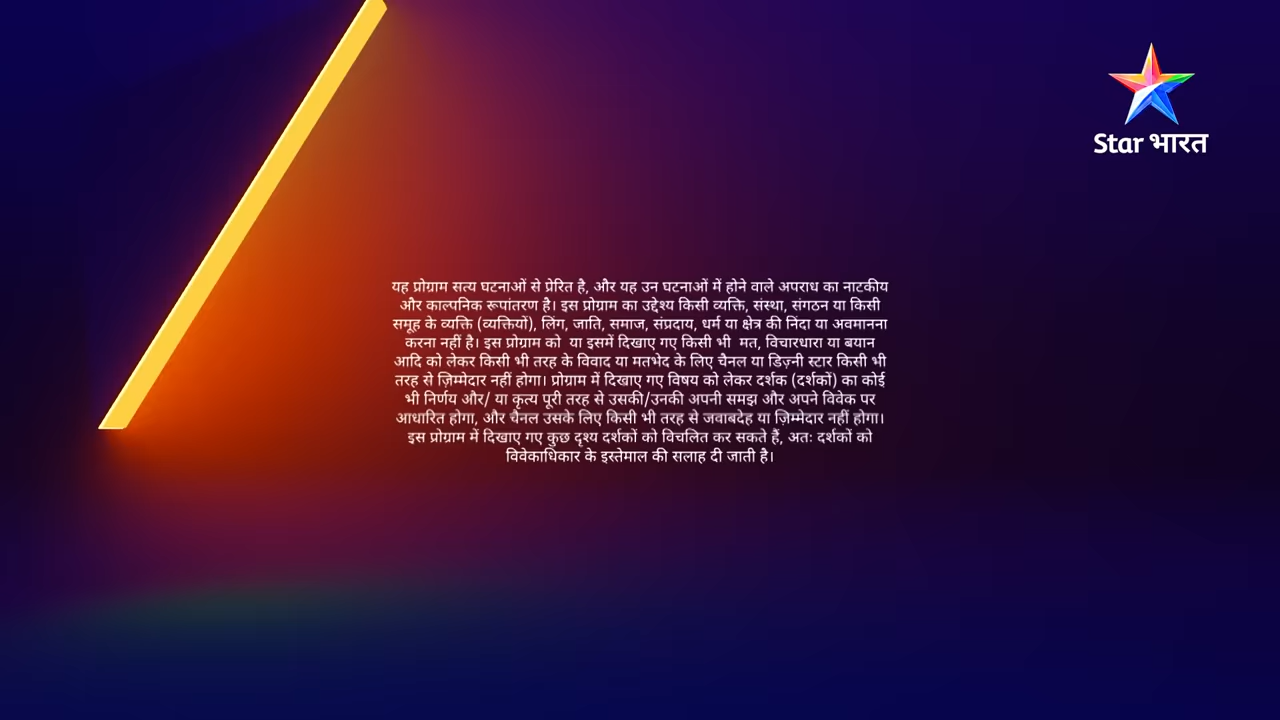 Star भारत
यह प्रोग्राम सत्य घटनाओं से प्रेरित है, और यह उन घटनाओं में होने वाले अपराध का नाटकीय
और काल्पनिक रूपांतरण है। इस प्रोग्राम का उद्देश्य किसी व्यक्ति, संस्था, संगठन या किसी
समूह के व्यक्ति (व्यक्तियों), लिंग, जाति, समाज, संप्रदाय, धर्म या क्षेत्र की निंदा या अवमानना
करना नहीं है। इस प्रोग्राम को या इसमें दिखाए गए किसी भी मत, विचारधारा या बयान
आदि को लेकर किसी भी तरह के विवाद या मतभेद के लिए चैनल या डिज़्नी स्टार किसी भी
तरह से ज़िम्मेदार नहीं होगा। प्रोग्राम में दिखाए गए विषय को लेकर दर्शक (दर्शकों) का कोई
भी निर्णय और/ या कृत्य पूरी तरह से उसकी/उनकी अपनी समझ और अपने विवेक पर
आधारित होगा, और चैनल उसके लिए किसी भी तरह से जवाबदेह या ज़िम्मेदार नहीं होगा।
इस प्रोग्राम में दिखाए गए कुछ दृश्य दर्शकों को विचलित कर सकते हैं, अतः दर्शकों को
विवेकाधिकार के इस्तेमाल की सलाह दी जाती है।